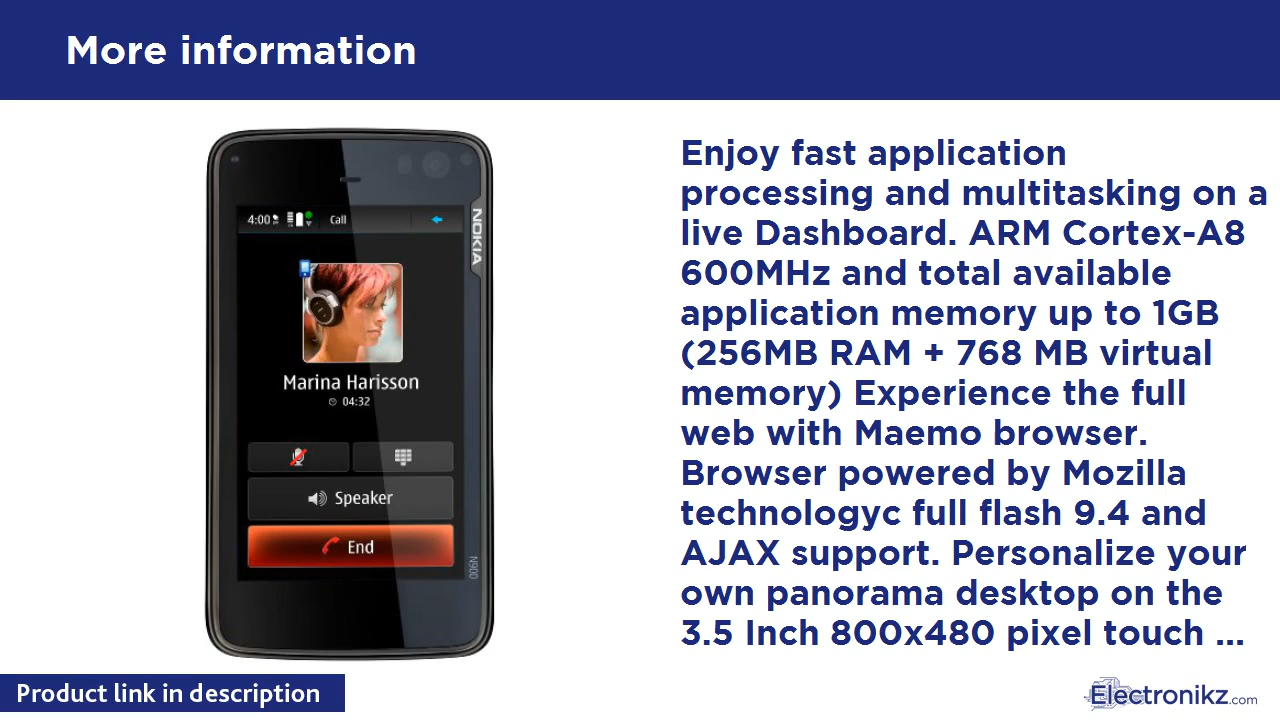 More information
4:00 Call
NOKIA
Marina Harisson
04:32
Speaker
End
N900
Enjoy fast application
processing and multitasking on a
live Dashboard. ARM Cortex-A8
600MHz and total available
application memory up to 1GB
(256MB RAM + 768 MB virtual
memory) Experience the full
web with Maemo browser.
Browser powered by Mozilla
technologyc full flash 9.4 and
AJAX support. Personalize your
own panorama desktop on the
3.5 Inch 800x480 pixel touch ...
Product link in description
Electronikz.com